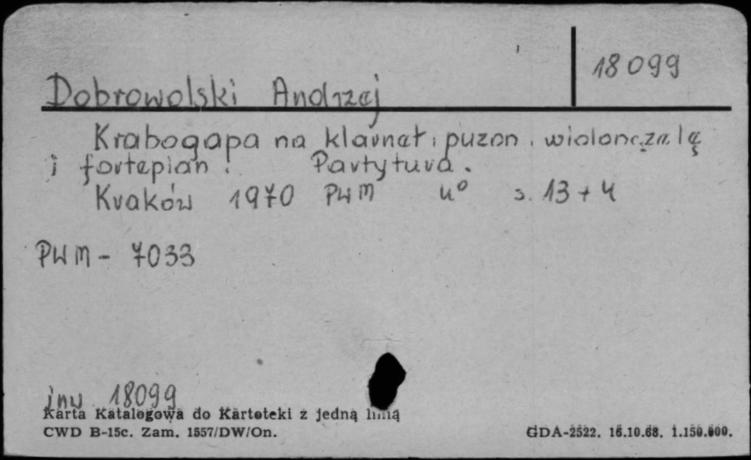 18099
Dobrowolski Andrzej
Krabogapa na klarnet, puzon, wiolonczelę
i fortepian. Partytura.
Kraków 1970 PWM 4° s. 13 + 4
PWM - 7033
inw 18099
Karta Katalogowa do Kartoteki z jedną linią
CWD B-15c. Zam. 1557/DW/On.
GDA-2522. 16.10.68. 1.150.000.